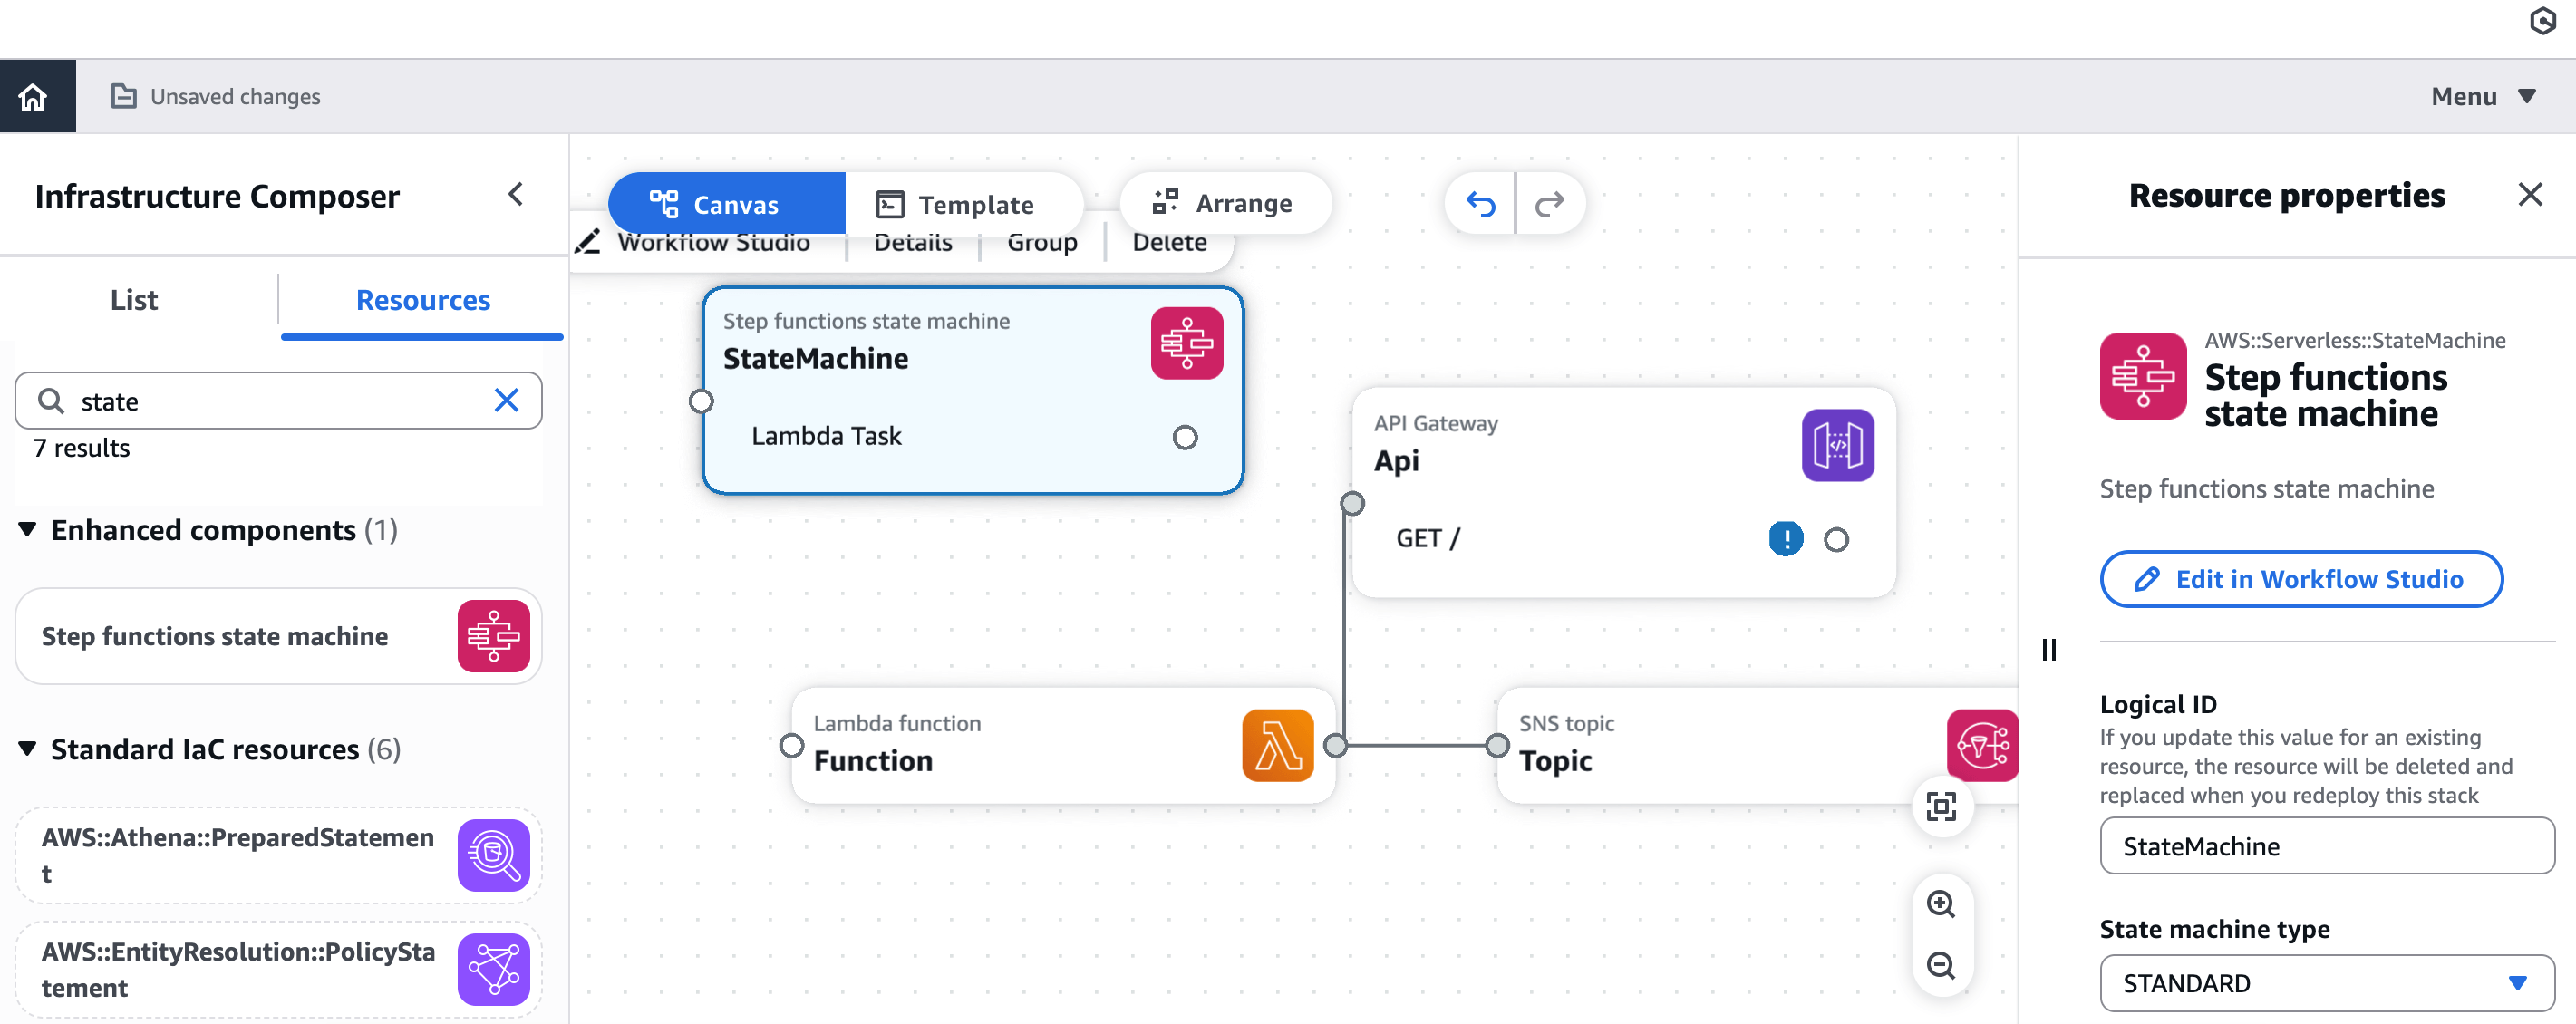 Unsaved changes
Menu
Infrastructure Composer
List
Resources
state
7 results
Enhanced components (1)
Step functions state machine
Standard IaC resources (6)
AWS::Athena::PreparedStatemen
t
AWS::EntityResolution::PolicySta
tement
Canvas
Template
Arrange
Workflow Studio
Details
Group
Delete
Step functions state machine
StateMachine
Lambda Task
API Gateway
Api
GET /
Lambda function
Function
SNS topic
Topic
Resource properties
AWS::Serverless::StateMachine
Step functions
state machine
Step functions state machine
Edit in Workflow Studio
Logical ID
If you update this value for an existing
resource, the resource will be deleted and
replaced when you redeploy this stack
StateMachine
State machine type
STANDARD